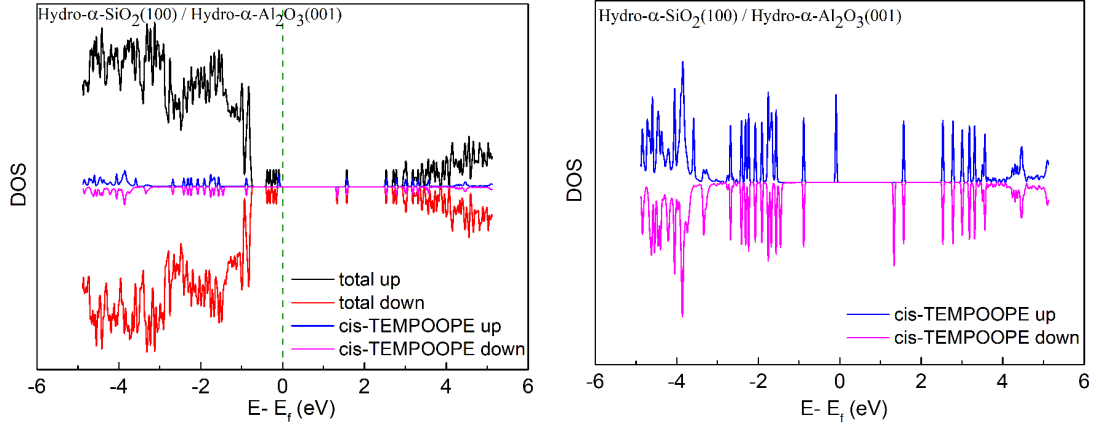 Hydro-α-SiO2(100) / Hydro-α-Al2O3(001)
DOS
total up
total down
cis-TEMPOOPE up
cis-TEMPOOPE down
-6 -4 -2 0 2 4 6
E- Ef (eV)
Hydro-α-SiO2(100) / Hydro-α-Al2O3(001)
DOS
cis-TEMPOOPE up
cis-TEMPOOPE down
-6 -4 -2 0 2 4 6
E- Ef (eV)